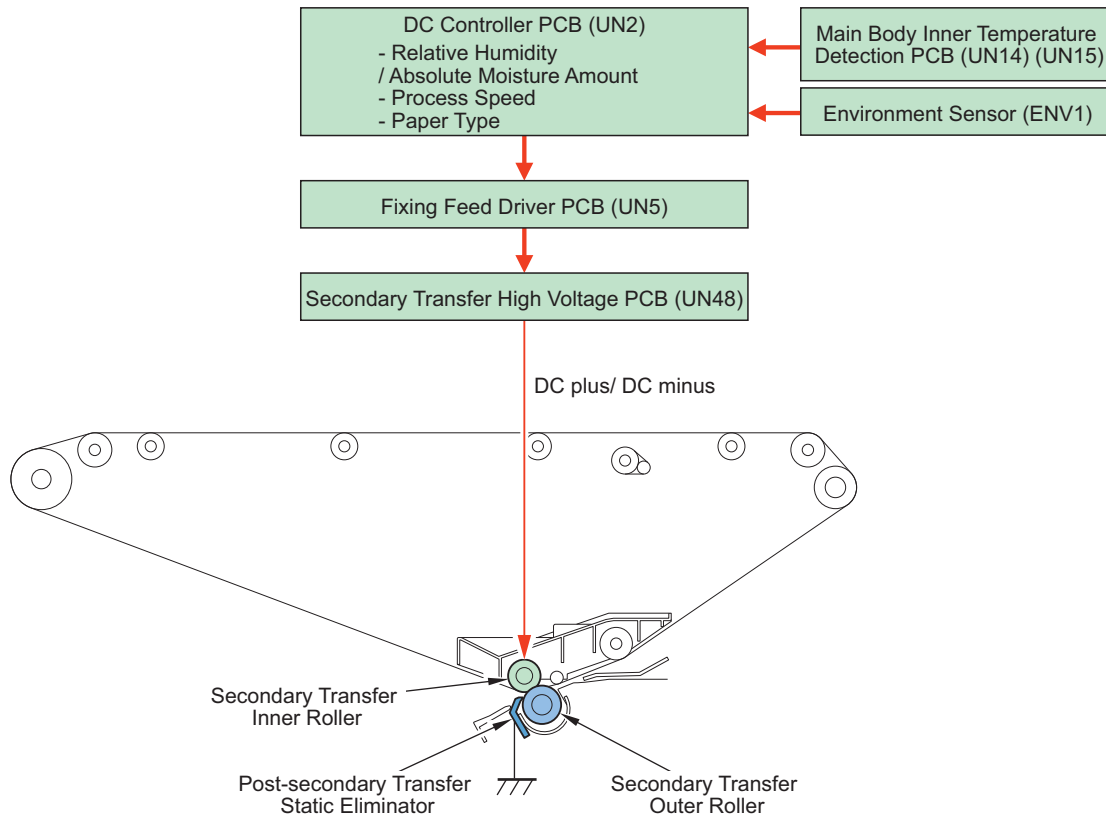 DC Controller PCB (UN2)
- Relative Humidity
/ Absolute Moisture Amount
- Process Speed
- Paper Type
Main Body Inner Temperature
Detection PCB (UN14) (UN15)
Environment Sensor (ENV1)
Fixing Feed Driver PCB (UN5)
Secondary Transfer High Voltage PCB (UN48)
DC plus/ DC minus
Secondary Transfer
Inner Roller
Post-secondary Transfer
Static Eliminator
Secondary Transfer
Outer Roller